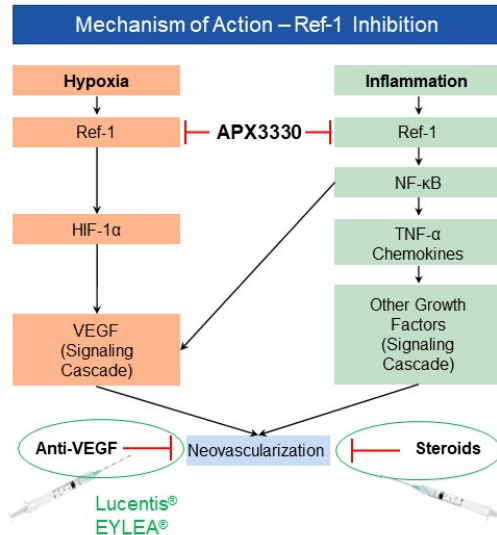 Mechanism of Action – Ref-1 Inhibition
Hypoxia
Inflammation
Ref-1
APX3330
Ref-1
NF-κB
HIF-1α
TNF-α
Chemokines
VEGF
(Signaling
Cascade)
Other Growth
Factors
(Signaling
Cascade)
Anti-VEGF
Neovascularization
Steroids
Lucentis®
EYLEA®